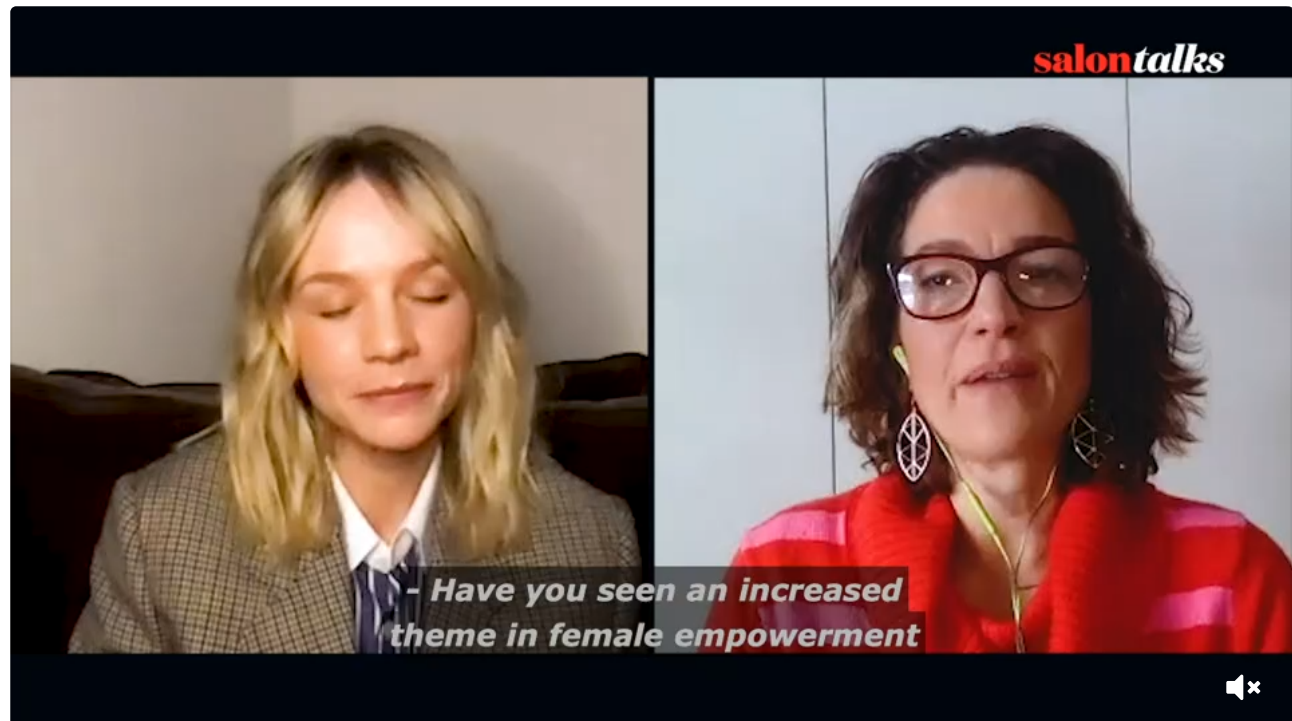 salontalks
- Have you seen an increased
theme in female empowerment